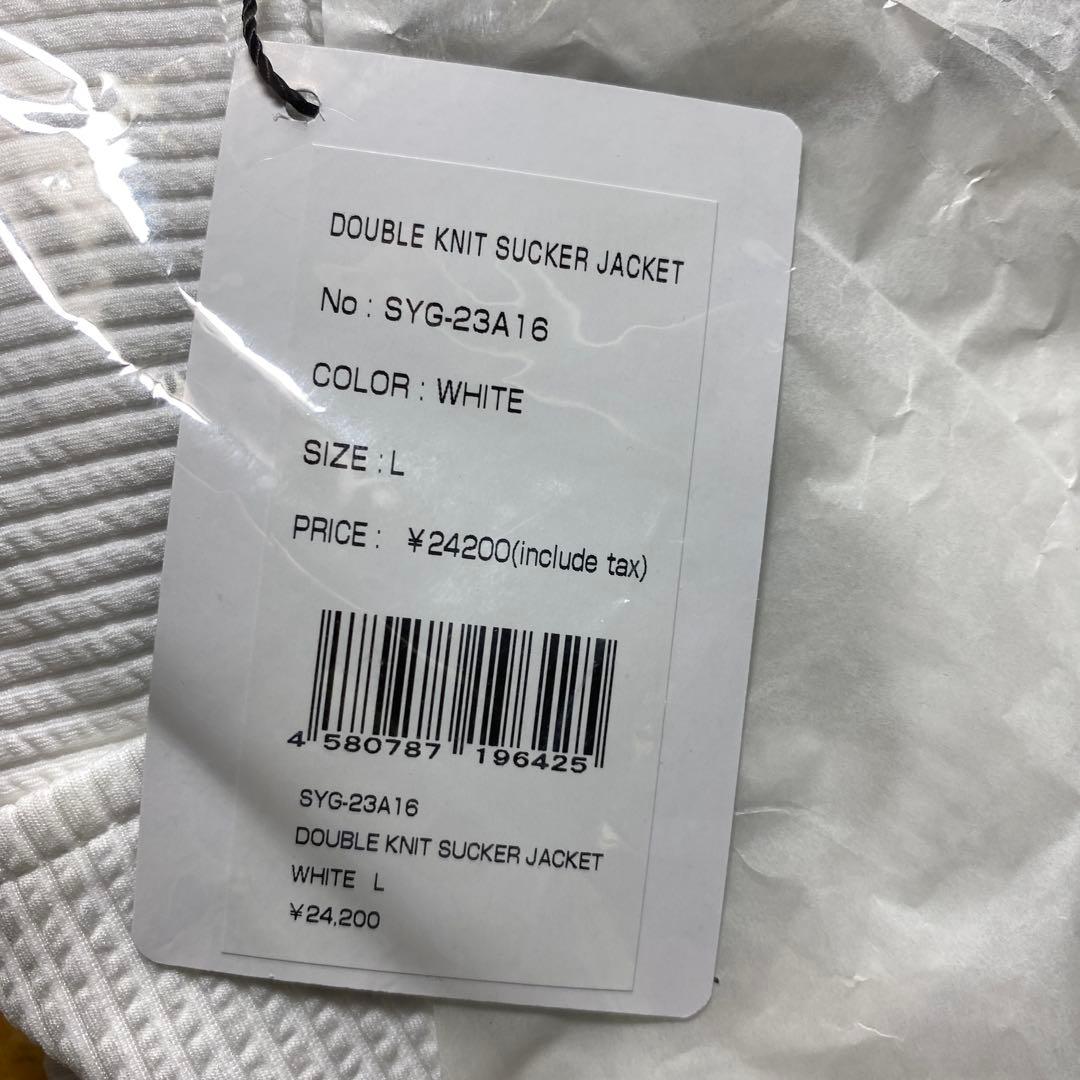 DOUBLE KNIT SUCKER JACKET
No : SYG-23A16
COLOR : WHITE
SIZE : L
PRICE : ¥24200(include tax)
4 580787 196425
SYG-23A16
DOUBLE KNIT SUCKER JACKET
WHITE L
¥24,200